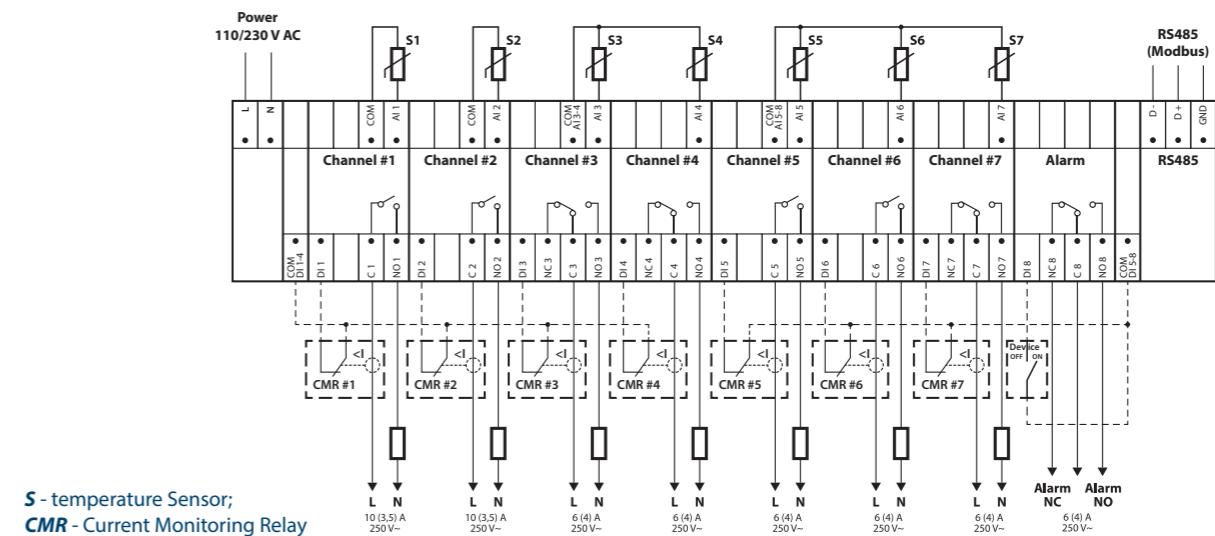 Power
110/230 V AC
S1
S2
S3
S4
S5
S6
S7
RS485
(Modbus)
L
N
COM
AI 1
COM
AI 2
COM
AI 3-4
AI 3
AI 4
COM
AI 5-8
AI 5
AI 6
AI 7
D -
D +
GND
Channel #1
Channel #2
Channel #3
Channel #4
Channel #5
Channel #6
Channel #7
Alarm
RS485
COM
DI 1-4
DI 1
C 1
NO 1
DI 2
C 2
NO 2
DI 3
NC 3
C 3
NO 3
DI 4
NC 4
C 4
NO 4
DI 5
C 5
NO 5
DI 6
C 6
NO 6
DI 7
NC 7
C 7
NO 7
DI 8
NC 8
C 8
NO 8
COM
DI 5-8
<I
<I
<I
<I
<I
<I
<I
Device
OFF ON
CMR #1
CMR #2
CMR #3
CMR #4
CMR #5
CMR #6
CMR #7
L N
L N
L N
L N
L N
L N
L N
Alarm
NC
Alarm
NO
10 (3,5) A
250 V~
10 (3,5) A
250 V~
6 (4) A
250 V~
6 (4) A
250 V~
6 (4) A
250 V~
6 (4) A
250 V~
6 (4) A
250 V~
6 (4) A
250 V~
S - temperature Sensor;
CMR - Current Monitoring Relay